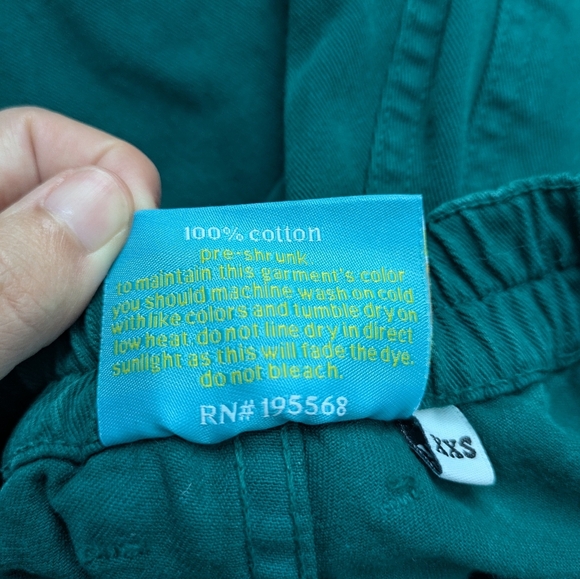 100% cotton
pre-shrunk
to maintain this garment's color
you should machine wash on cold
with like colors and tumble dry on
low heat. do not line dry in direct
sunlight as this will fade the dye.
do not bleach.
RN# 195568
XXS